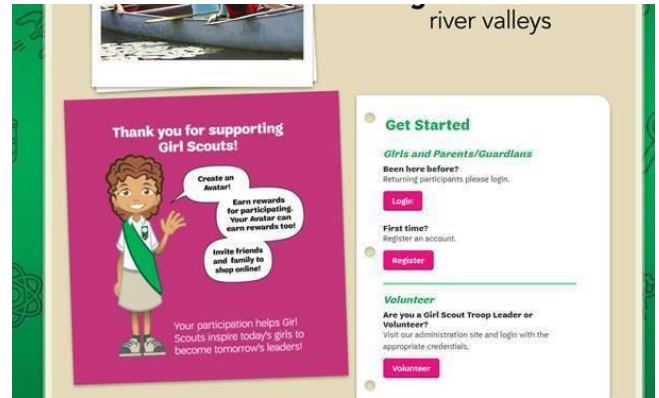 river valleys
Thank you for supporting
Girl Scouts!
Create an
Avatar!
Earn rewards
for participating.
Your Avatar can
earn rewards too!
Invite friends
and family to
shop online!
Your participation helps Girl
Scouts inspire today's girls to
become tomorrow's leaders!
Get Started
Girls and Parents/Guardians
Been here before?
Returning participants please login.
Login
First time?
Register an account.
Register
Volunteer
Are you a Girl Scout Troop Leader or
Volunteer?
Visit our administration site and login with the
appropriate credentials.
Volunteer